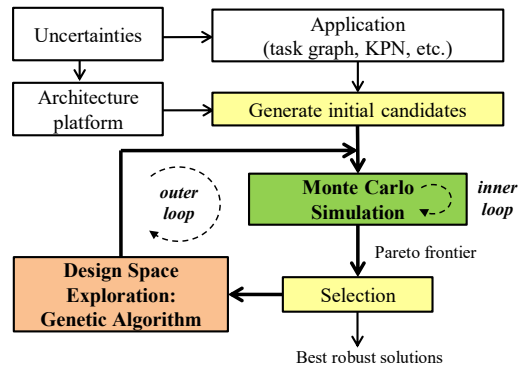 Uncertainties
Application
(task graph, KPN, etc.)
Architecture
platform
Generate initial candidates
outer
loop
Monte Carlo
Simulation
inner
loop
Pareto frontier
Design Space
Exploration:
Genetic Algorithm
Selection
Best robust solutions